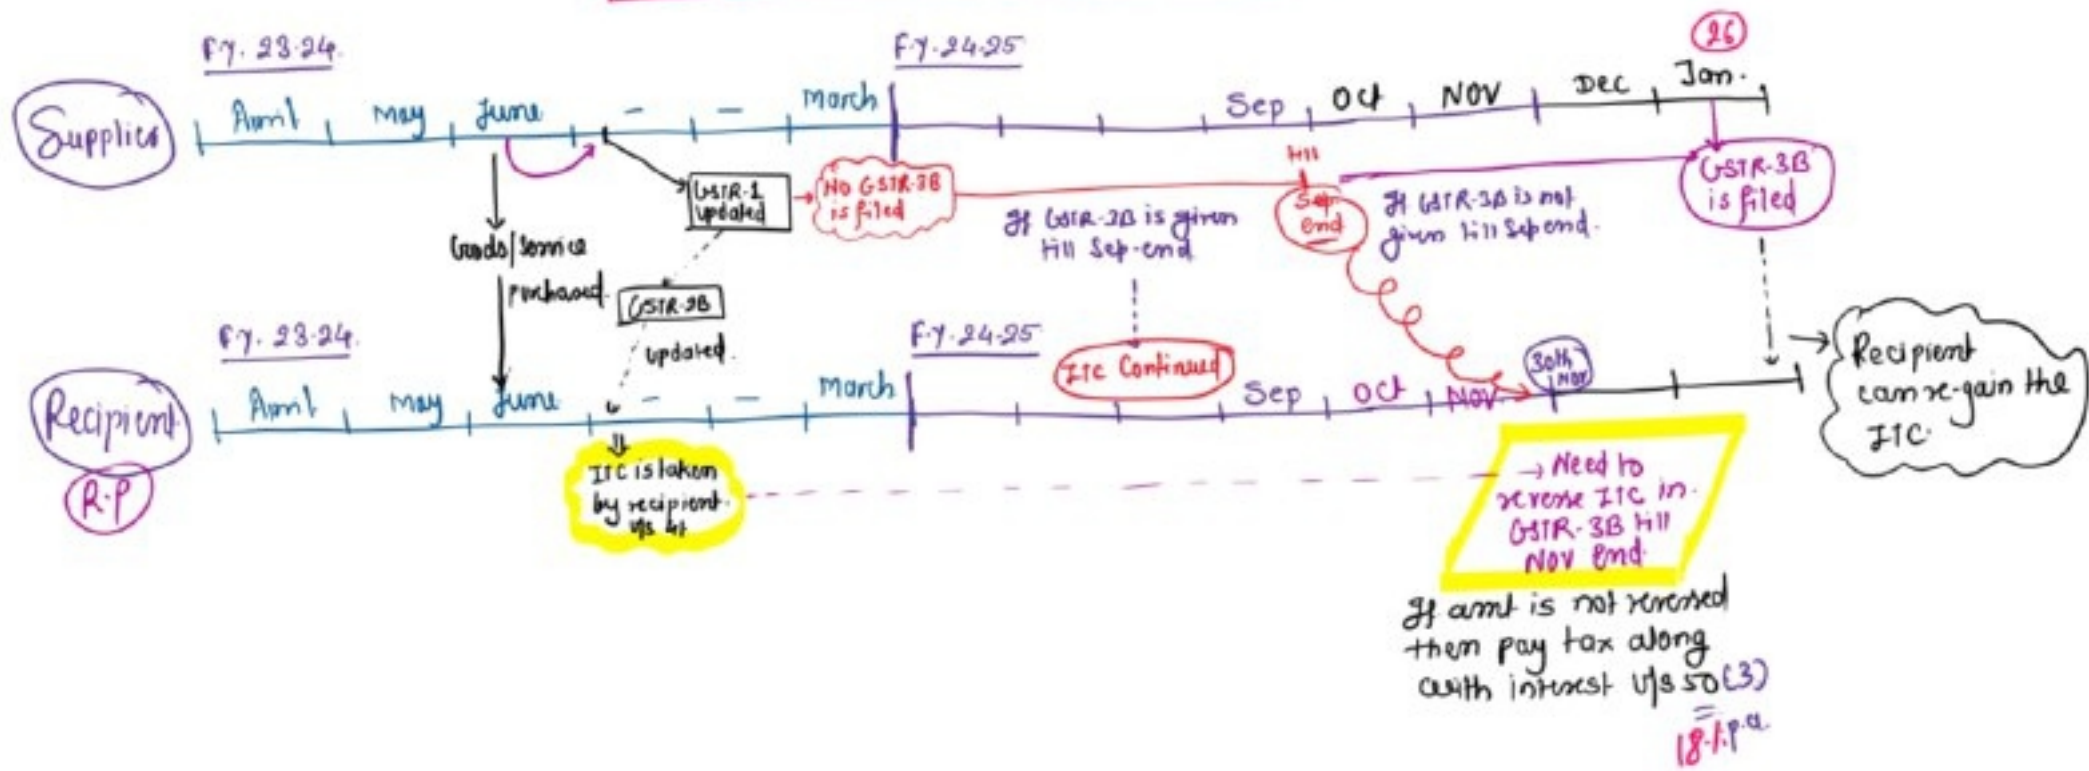 F.Y. 23-24.
F.Y. 24-25
26
Supplier
April
May
June
-
-
March
Sep
Oct
NOV
Dec
Jan.
Goods/Service
purchased.
GSTR-1
updated
No GSTR-3B
is filed
If GSTR-3B is given
till Sep-end
till
Sep
end
If GSTR-3B is not
given till Sep end.
GSTR-3B
is filed
GSTR-2B
updated.
F.Y. 23-24.
F.Y. 24-25
ITC Continued
30th
Nov
Recipient
R.P
April
May
June
-
-
March
Sep
Oct
Nov
Recipient
can re-gain the
ITC.
ITC is taken
by recipient.
u/s 41
Need to
reverse ITC in
GSTR-3B till
Nov end
If amt is not reversed
then pay tax along
with interest u/s 50(3)
18% p.a.